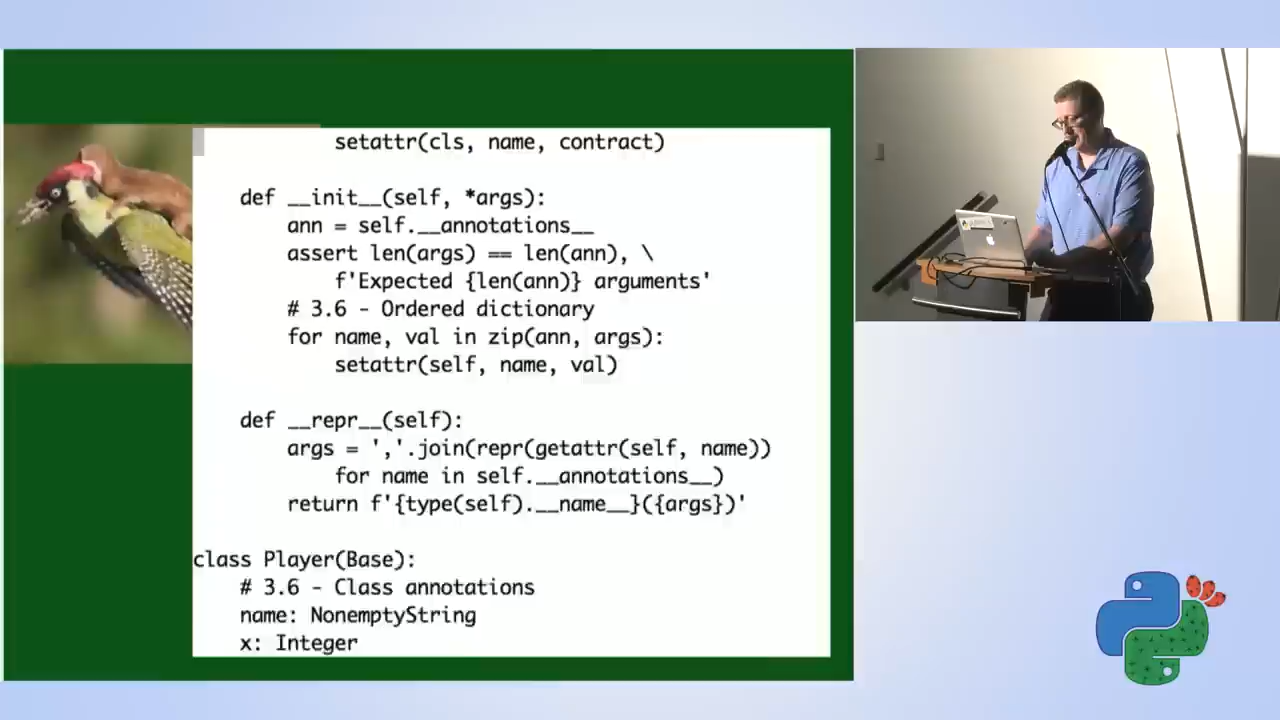 setattr(cls, name, contract)
def __init__(self, *args):
ann = self.__annotations__
assert len(args) == len(ann), \
f'Expected {len(ann)} arguments'
# 3.6 - Ordered dictionary
for name, val in zip(ann, args):
setattr(self, name, val)
def __repr__(self):
args = ','.join(repr(getattr(self, name))
for name in self.__annotations__)
return f'{type(self).__name__}({args})'
class Player(Base):
# 3.6 - Class annotations
name: NonemptyString
x: Integer